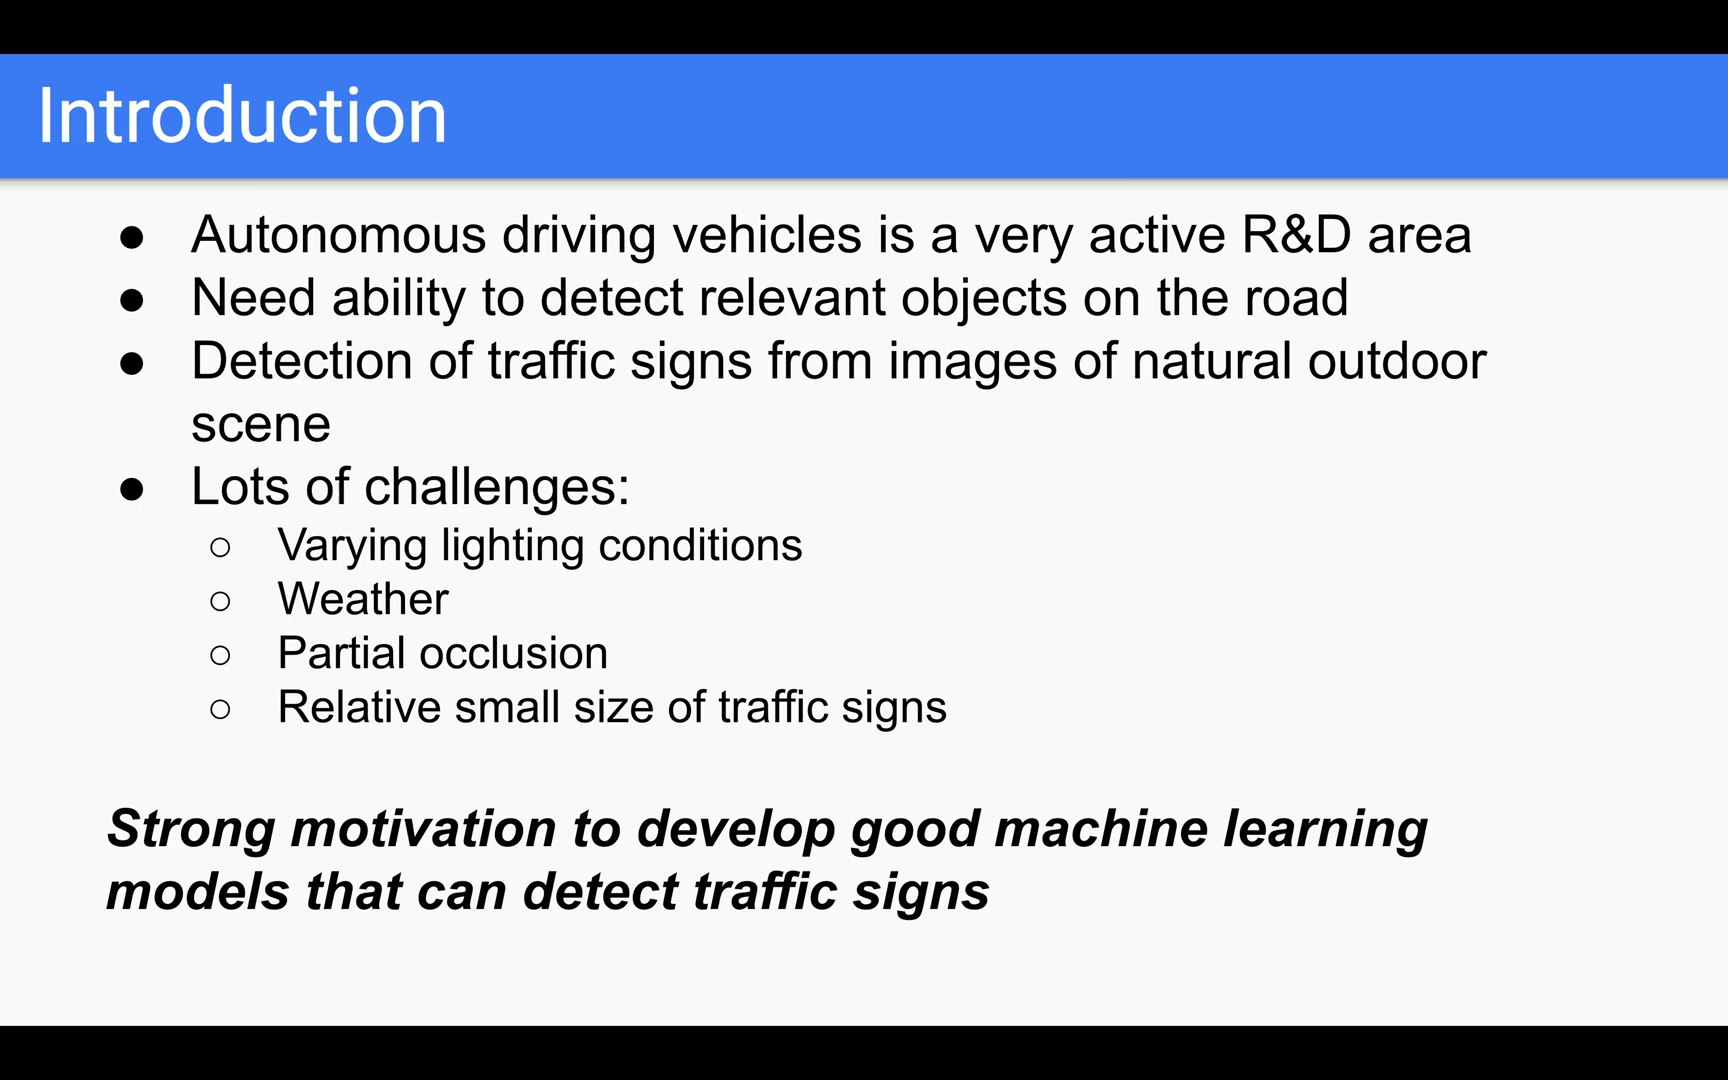 Introduction
● Autonomous driving vehicles is a very active R&D area
● Need ability to detect relevant objects on the road
● Detection of traffic signs from images of natural outdoor
scene
● Lots of challenges:
○ Varying lighting conditions
○ Weather
○ Partial occlusion
○ Relative small size of traffic signs
Strong motivation to develop good machine learning
models that can detect traffic signs